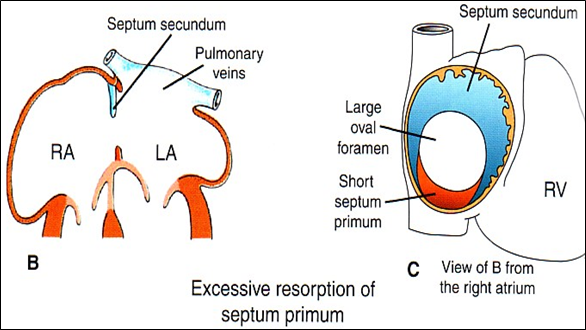 Septum secundum
Pulmonary
veins
RA
LA
B
Septum secundum
Large
oval
foramen
Short
septum
primum
RV
C
View of B from
the right atrium
Excessive resorption of
septum primum